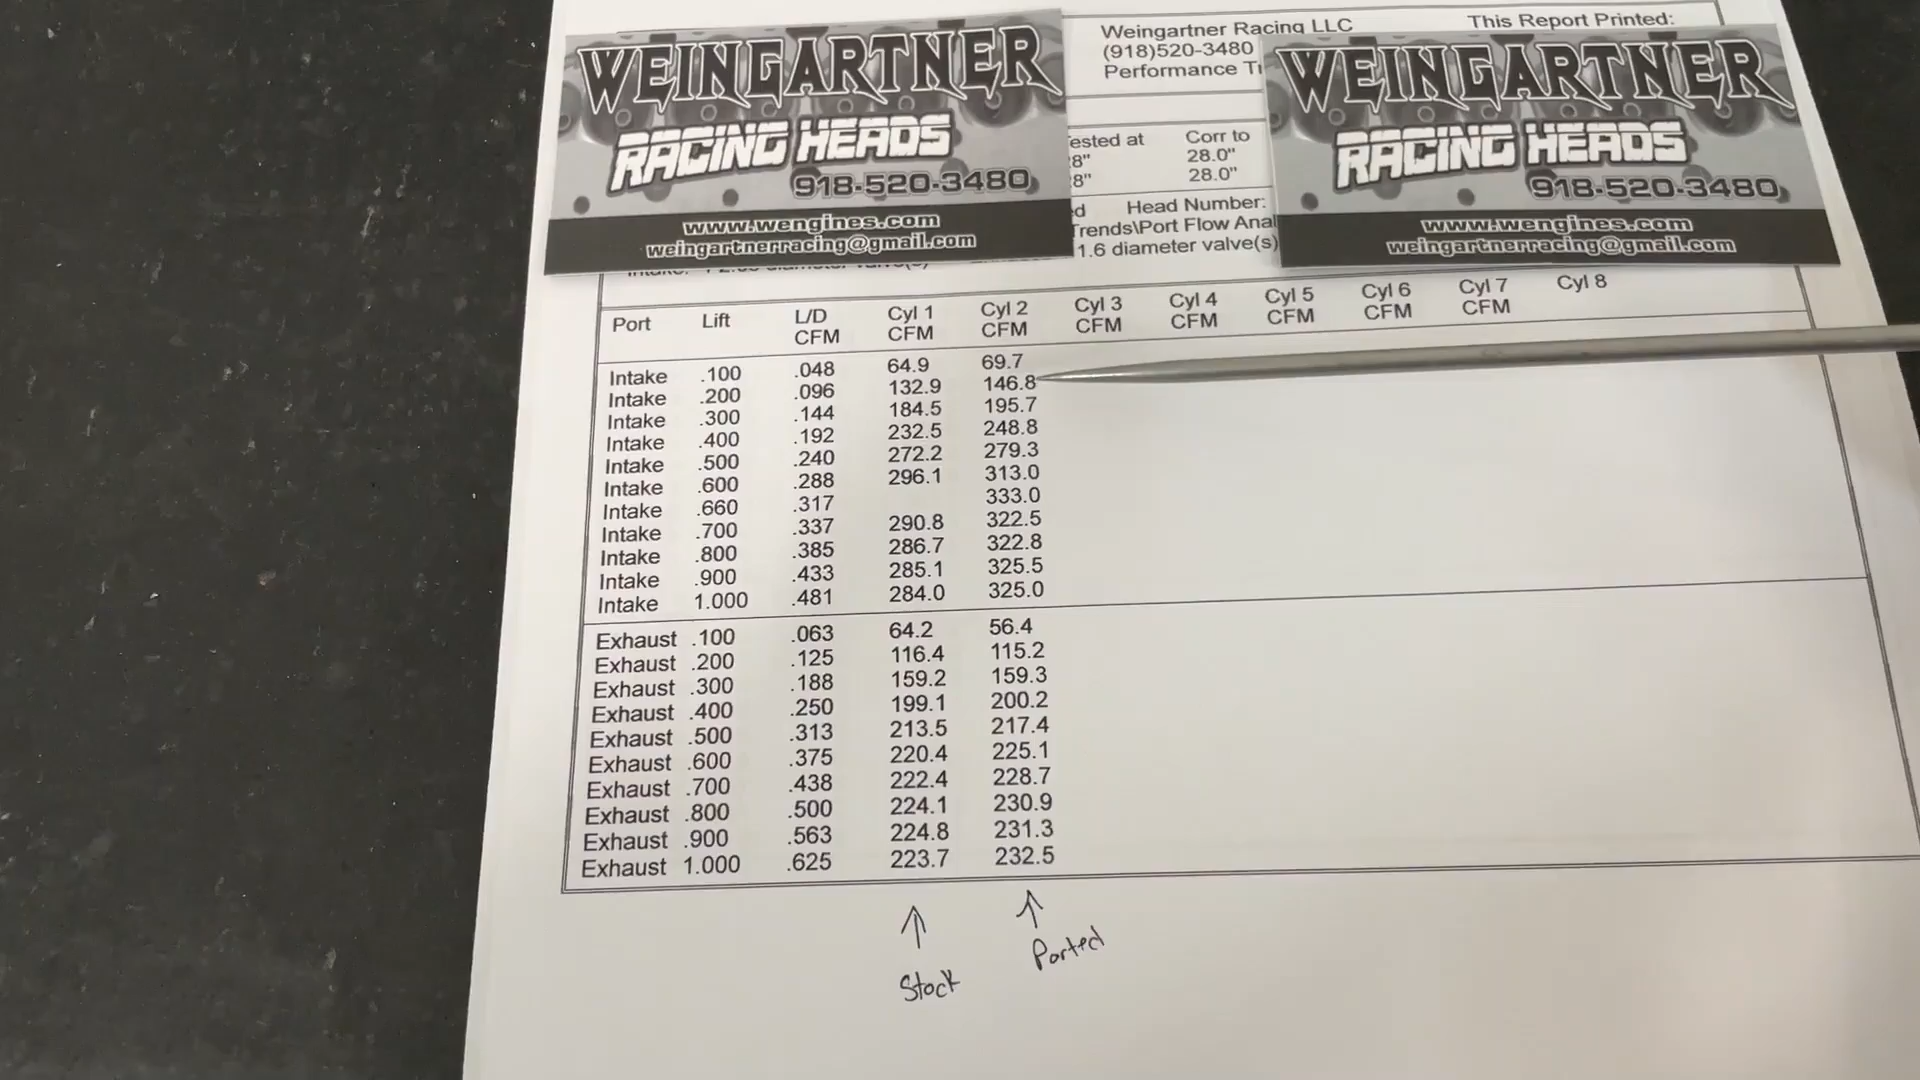 Weingartner Racing LLC
This Report Printed:
(918)520-3480
Performance
WEINGARTNER
RACING HEADS
918-520-3480
www.wengines.com
weingartnerracing@gmail.com
WEINGARTNER
RACING HEADS
918-520-3480
www.wengines.com
weingartnerracing@gmail.com
ested at Corr to
8" 28.0"
8" 28.0"
ed Head Number:
Trends\Port Flow Anal
1.6 diameter valve(s)
Port Lift L/D CFM Cyl 1 CFM Cyl 2 CFM Cyl 3 CFM Cyl 4 CFM Cyl 5 CFM Cyl 6 CFM Cyl 7 CFM Cyl 8
Intake .100 .048 64.9 69.7
Intake .200 .096 132.9 146.8
Intake .300 .144 184.5 195.7
Intake .400 .192 232.5 248.8
Intake .500 .240 272.2 279.3
Intake .600 .288 296.1 313.0
Intake .660 .317 333.0
Intake .700 .337 290.8 322.5
Intake .800 .385 286.7 322.8
Intake .900 .433 285.1 325.5
Intake 1.000 .481 284.0 325.0
Exhaust .100 .063 64.2 56.4
Exhaust .200 .125 116.4 115.2
Exhaust .300 .188 159.2 159.3
Exhaust .400 .250 199.1 200.2
Exhaust .500 .313 213.5 217.4
Exhaust .600 .375 220.4 225.1
Exhaust .700 .438 222.4 228.7
Exhaust .800 .500 224.1 230.9
Exhaust .900 .563 224.8 231.3
Exhaust 1.000 .625 223.7 232.5
Stock
Ported